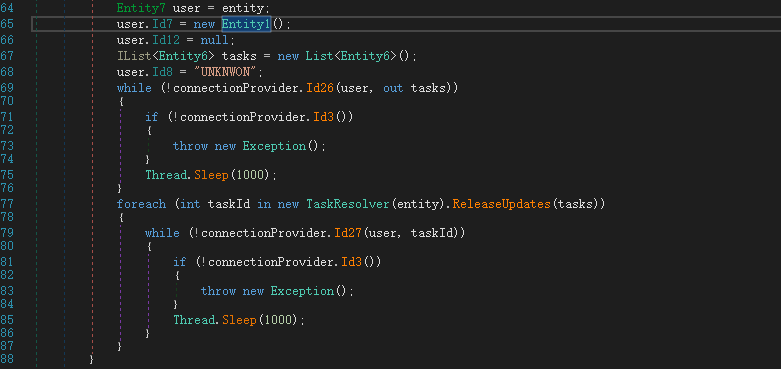 64 Entity7 user = entity;
65 user.Id7 = new Entity1();
66 user.Id12 = null;
67 IList<Entity6> tasks = new List<Entity6>();
68 user.Id8 = "UNKNWON";
69 while (!connectionProvider.Id26(user, out tasks))
70 {
71 if (!connectionProvider.Id3())
72 {
73 throw new Exception();
74 }
75 Thread.Sleep(1000);
76 }
77 foreach (int taskId in new TaskResolver(entity).ReleaseUpdates(tasks))
78 {
79 while (!connectionProvider.Id27(user, taskId))
80 {
81 if (!connectionProvider.Id3())
82 {
83 throw new Exception();
84 }
85 Thread.Sleep(1000);
86 }
87 }
88 }